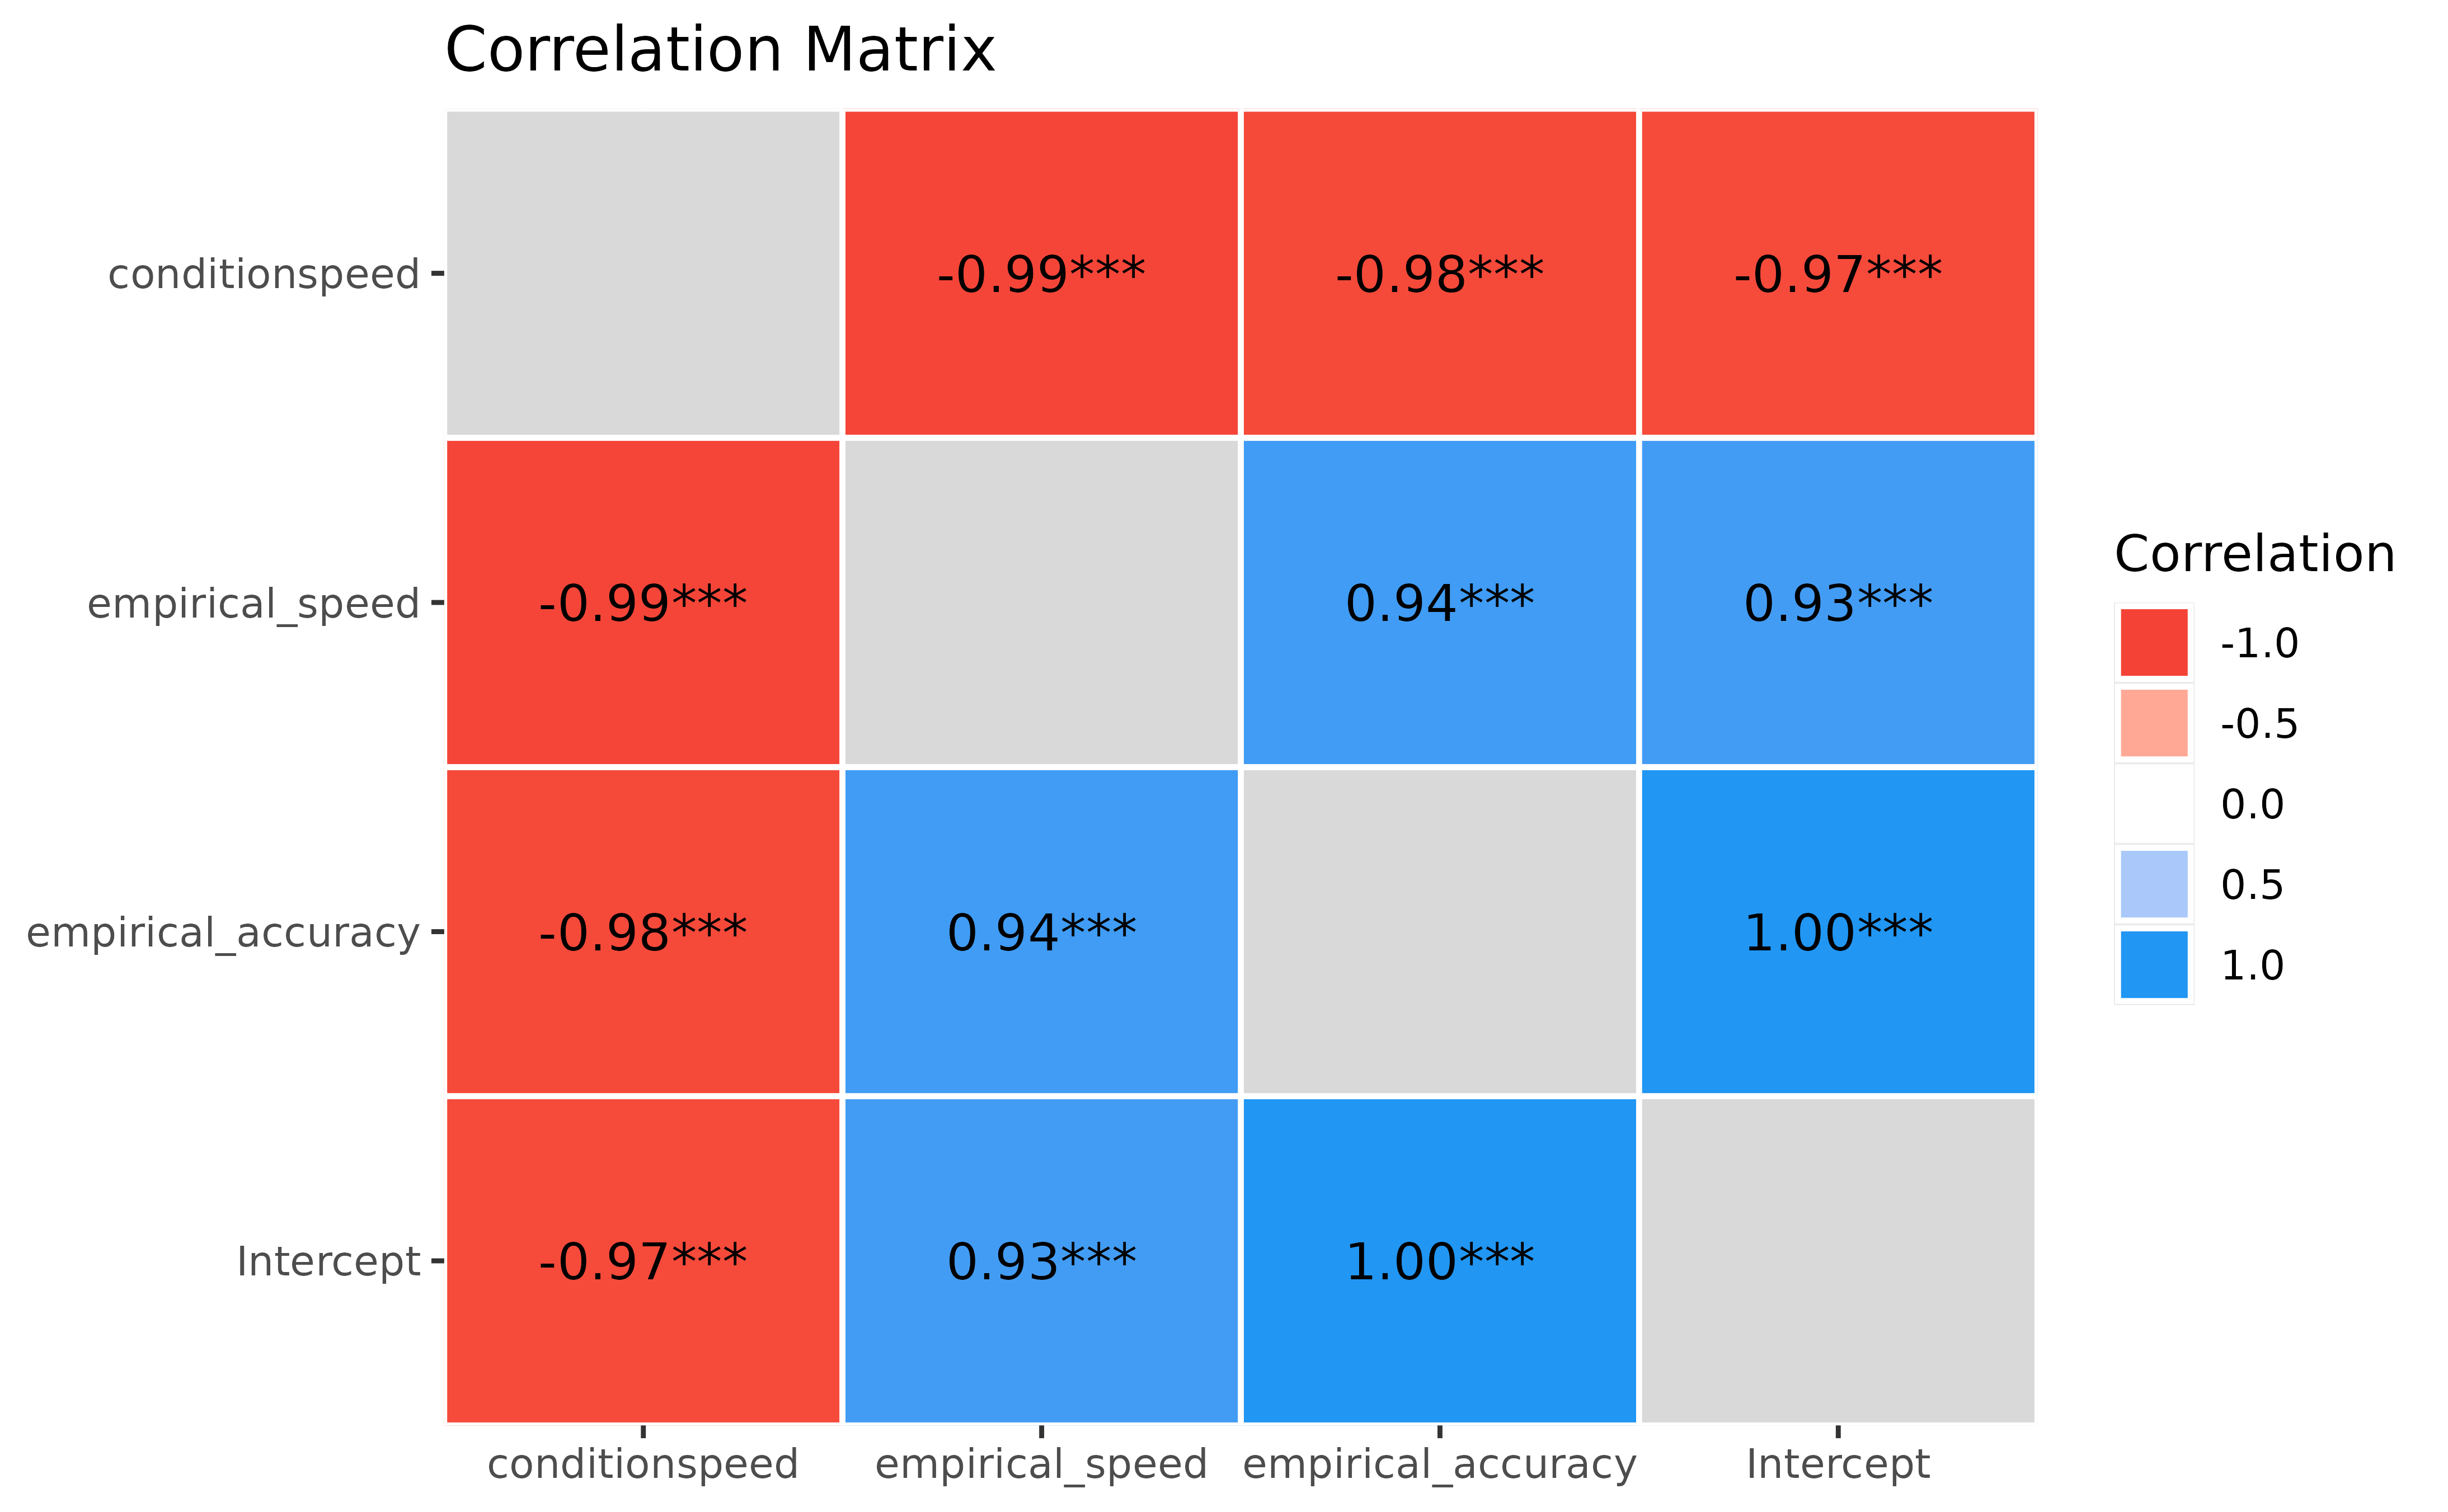 Correlation Matrix
conditionspeed
-0.99***
-0.98***
-0.97***
empirical_speed
-0.99***
0.94***
0.93***
empirical_accuracy
-0.98***
0.94***
1.00***
Intercept
-0.97***
0.93***
1.00***
conditionspeed
empirical_speed
empirical_accuracy
Intercept
Correlation
-1.0
-0.5
0.0
0.5
1.0